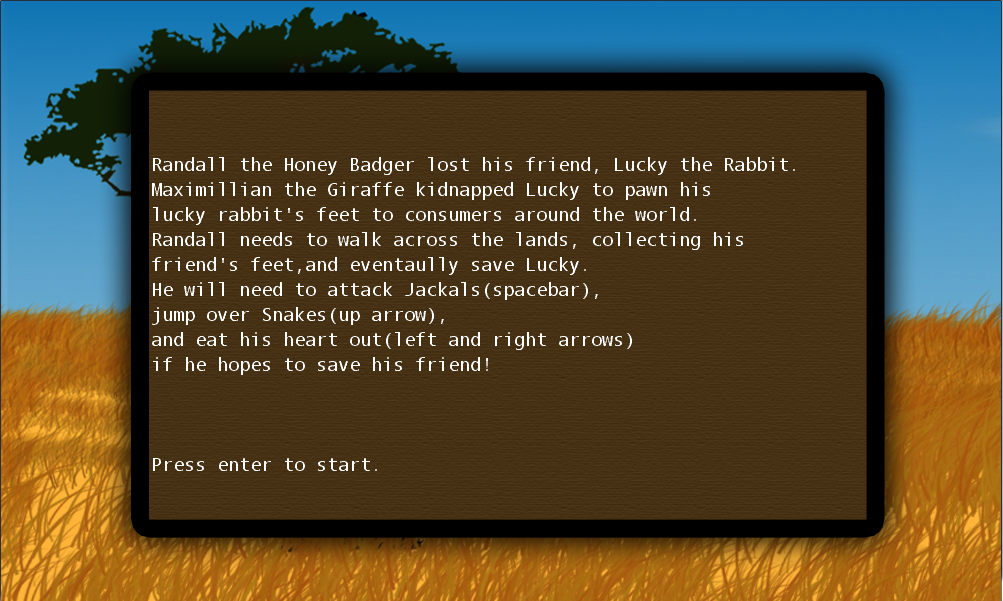 Randall the Honey Badger lost his friend, Lucky the Rabbit.
Maximillian the Giraffe kidnapped Lucky to pawn his
lucky rabbit's feet to consumers around the world.
Randall needs to walk across the lands, collecting his
friend's feet,and eventaully save Lucky.
He will need to attack Jackals(spacebar),
jump over Snakes(up arrow),
and eat his heart out(left and right arrows)
if he hopes to save his friend!
Press enter to start.